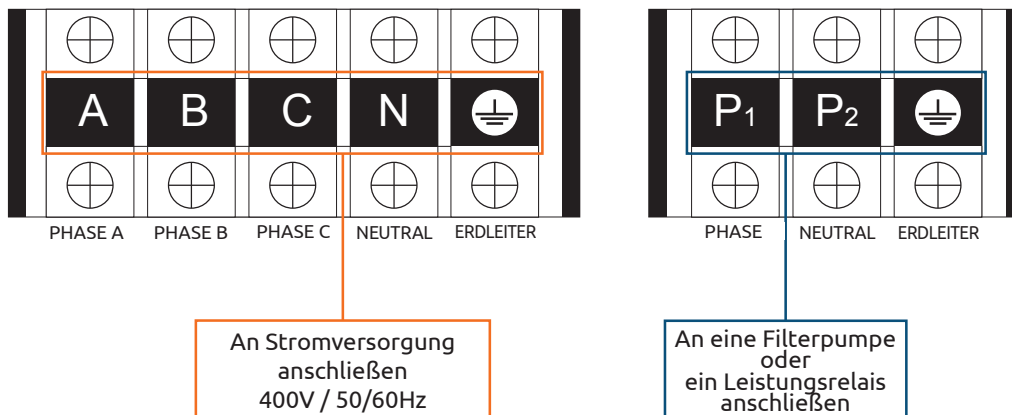 A B C N
PHASE A PHASE B PHASE C NEUTRAL ERDLEITER
An Stromversorgung
anschließen
400V / 50/60Hz
P1 P2
PHASE NEUTRAL ERDLEITER
An eine Filterpumpe
oder
ein Leistungsrelais
anschließen